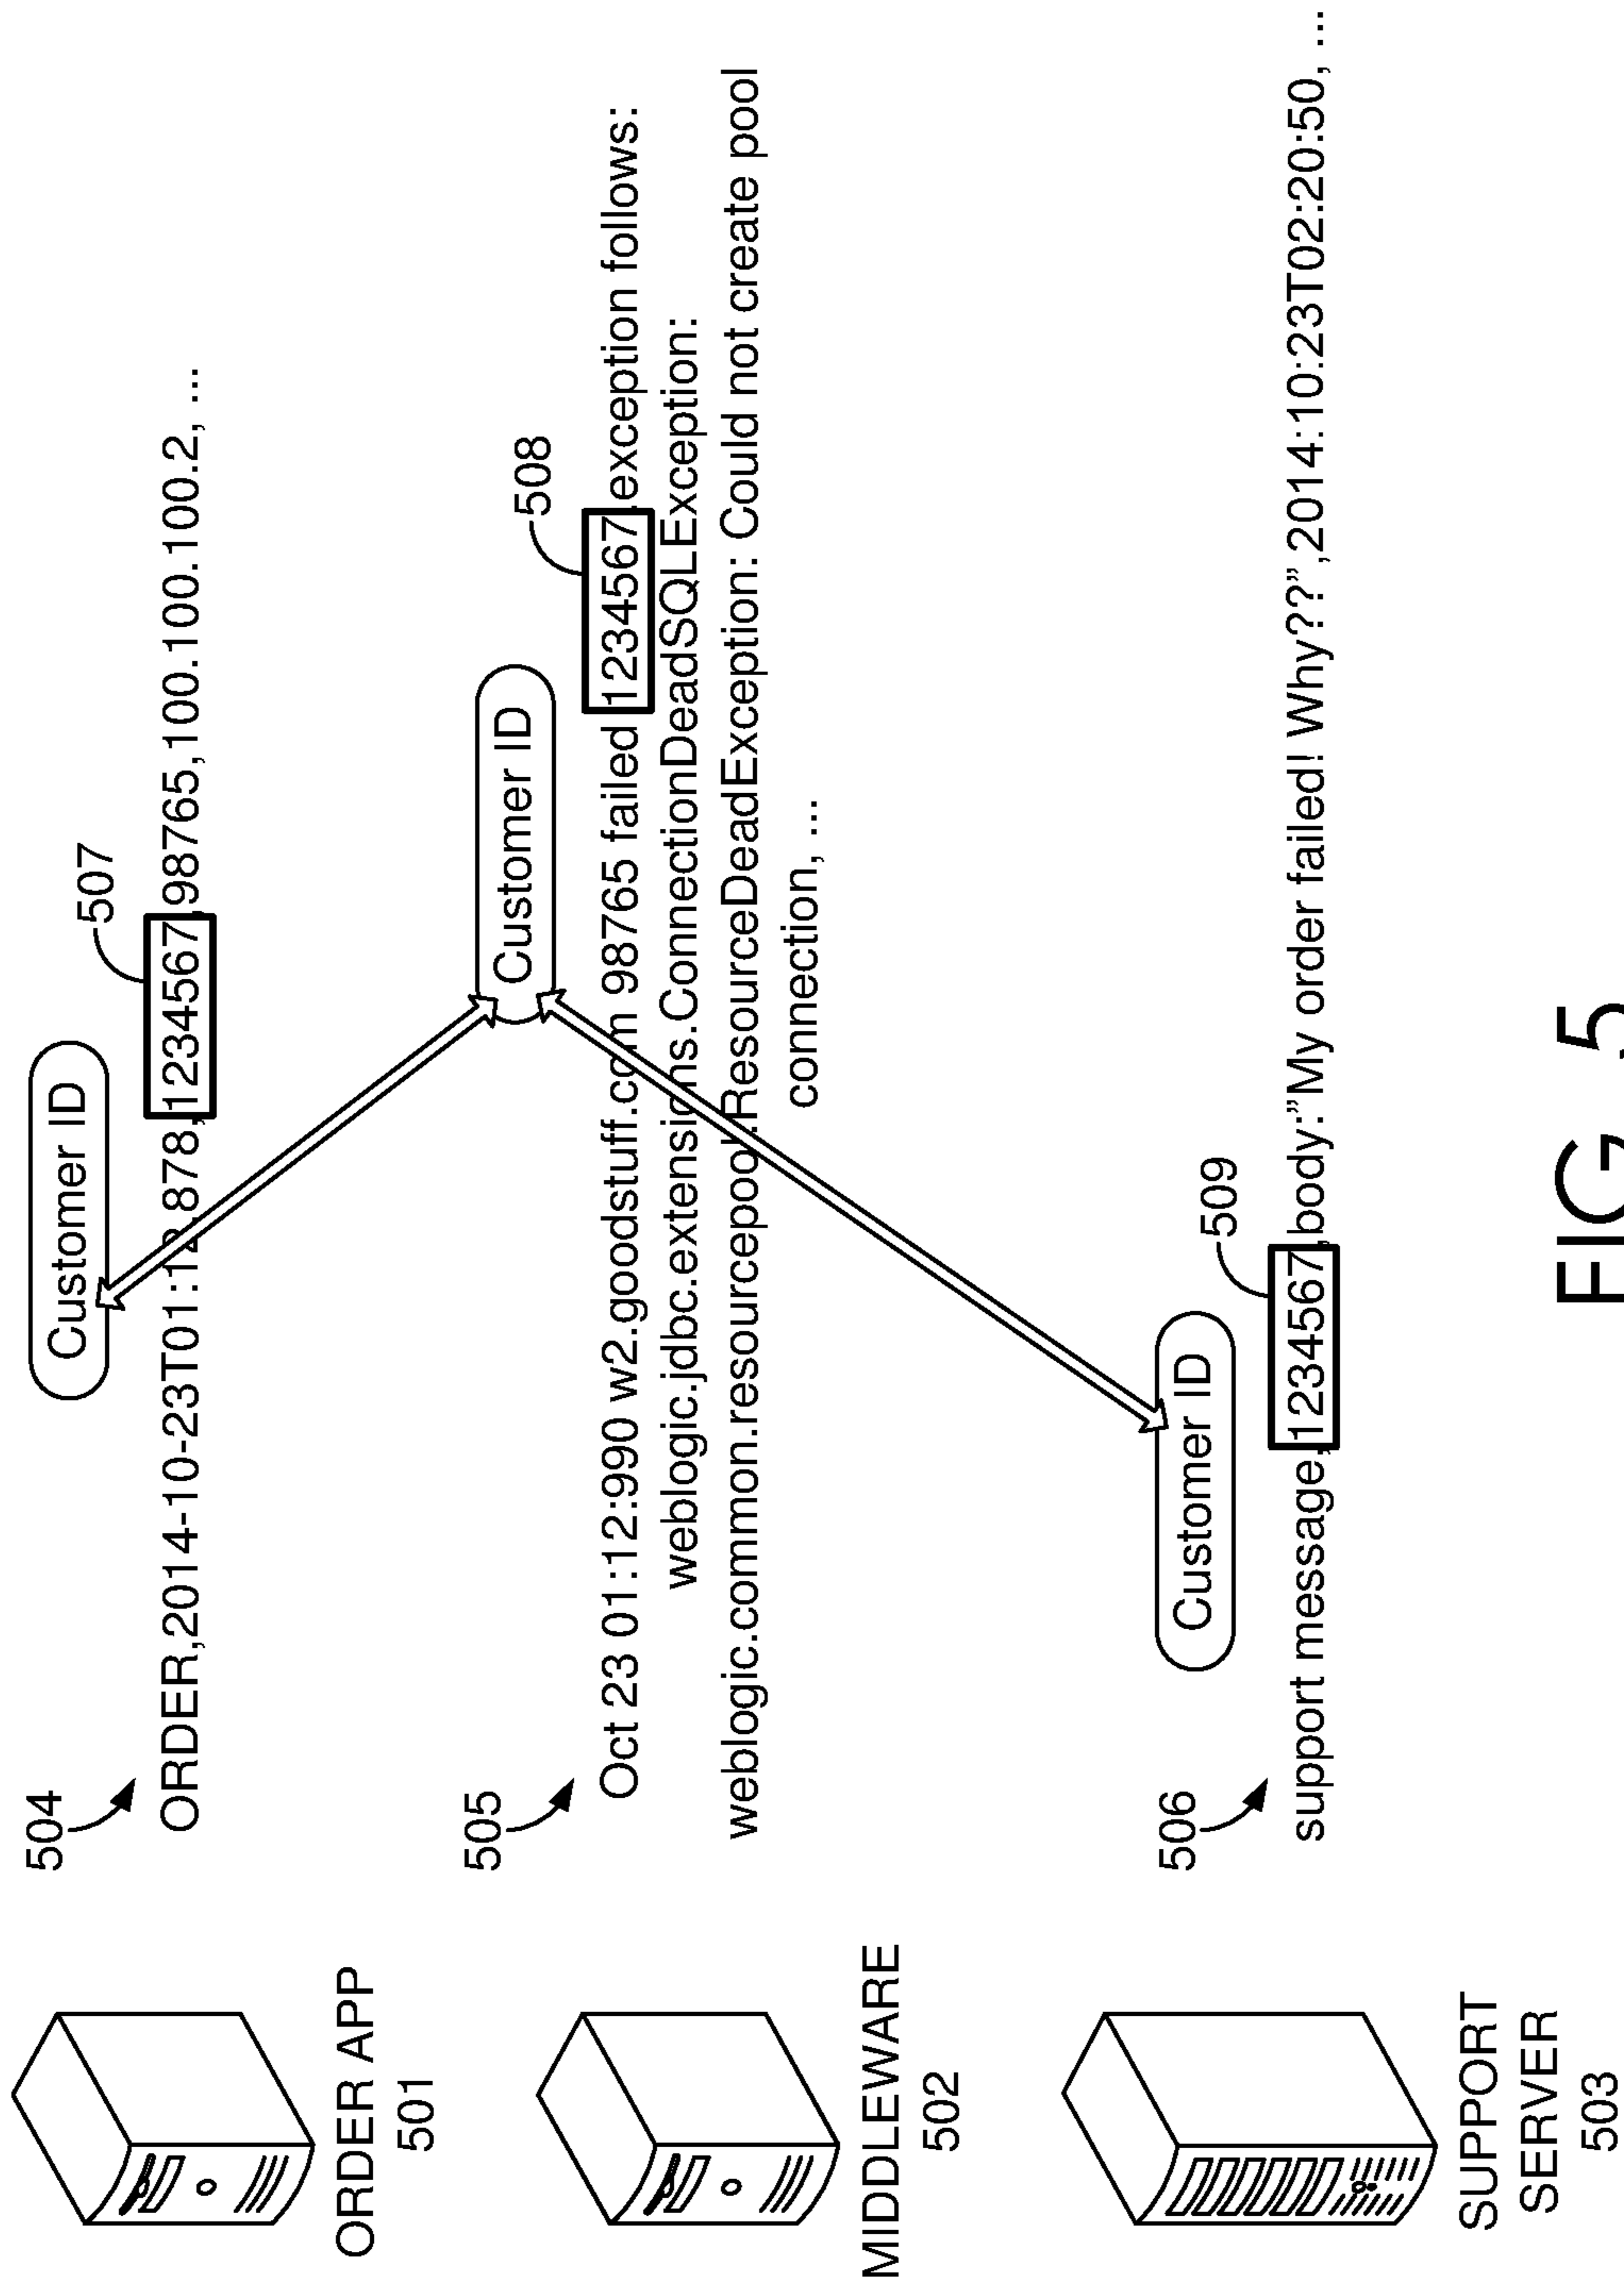 504
Customer ID
507
ORDER,2014-10-23T01:12.878,1234567,98765,100.100.100.2, ...
ORDER APP
501
505
Customer ID
508
Oct 23 01:12:990 w2.goodstuff.com 98765 failed 1234567,exception follows:
weblogic.jdbc.extensions.ConnectionDeadSQLException:
weblogic.common.resourcepool.ResourceDeadException: Could not create pool
connection, ...
MIDDLEWARE
502
506
Customer ID
509
support message,1234567,body:”My order failed! Why???”,2014:10:23T02:20:50, ...
SUPPORT
SERVER
503
FIG. 5